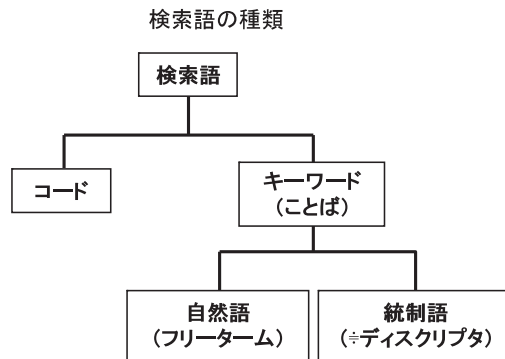 検索語の種類
検索語
コード
キーワード
(ことば)
自然語
(フリーターム)
統制語
(≒ディスクリプタ)